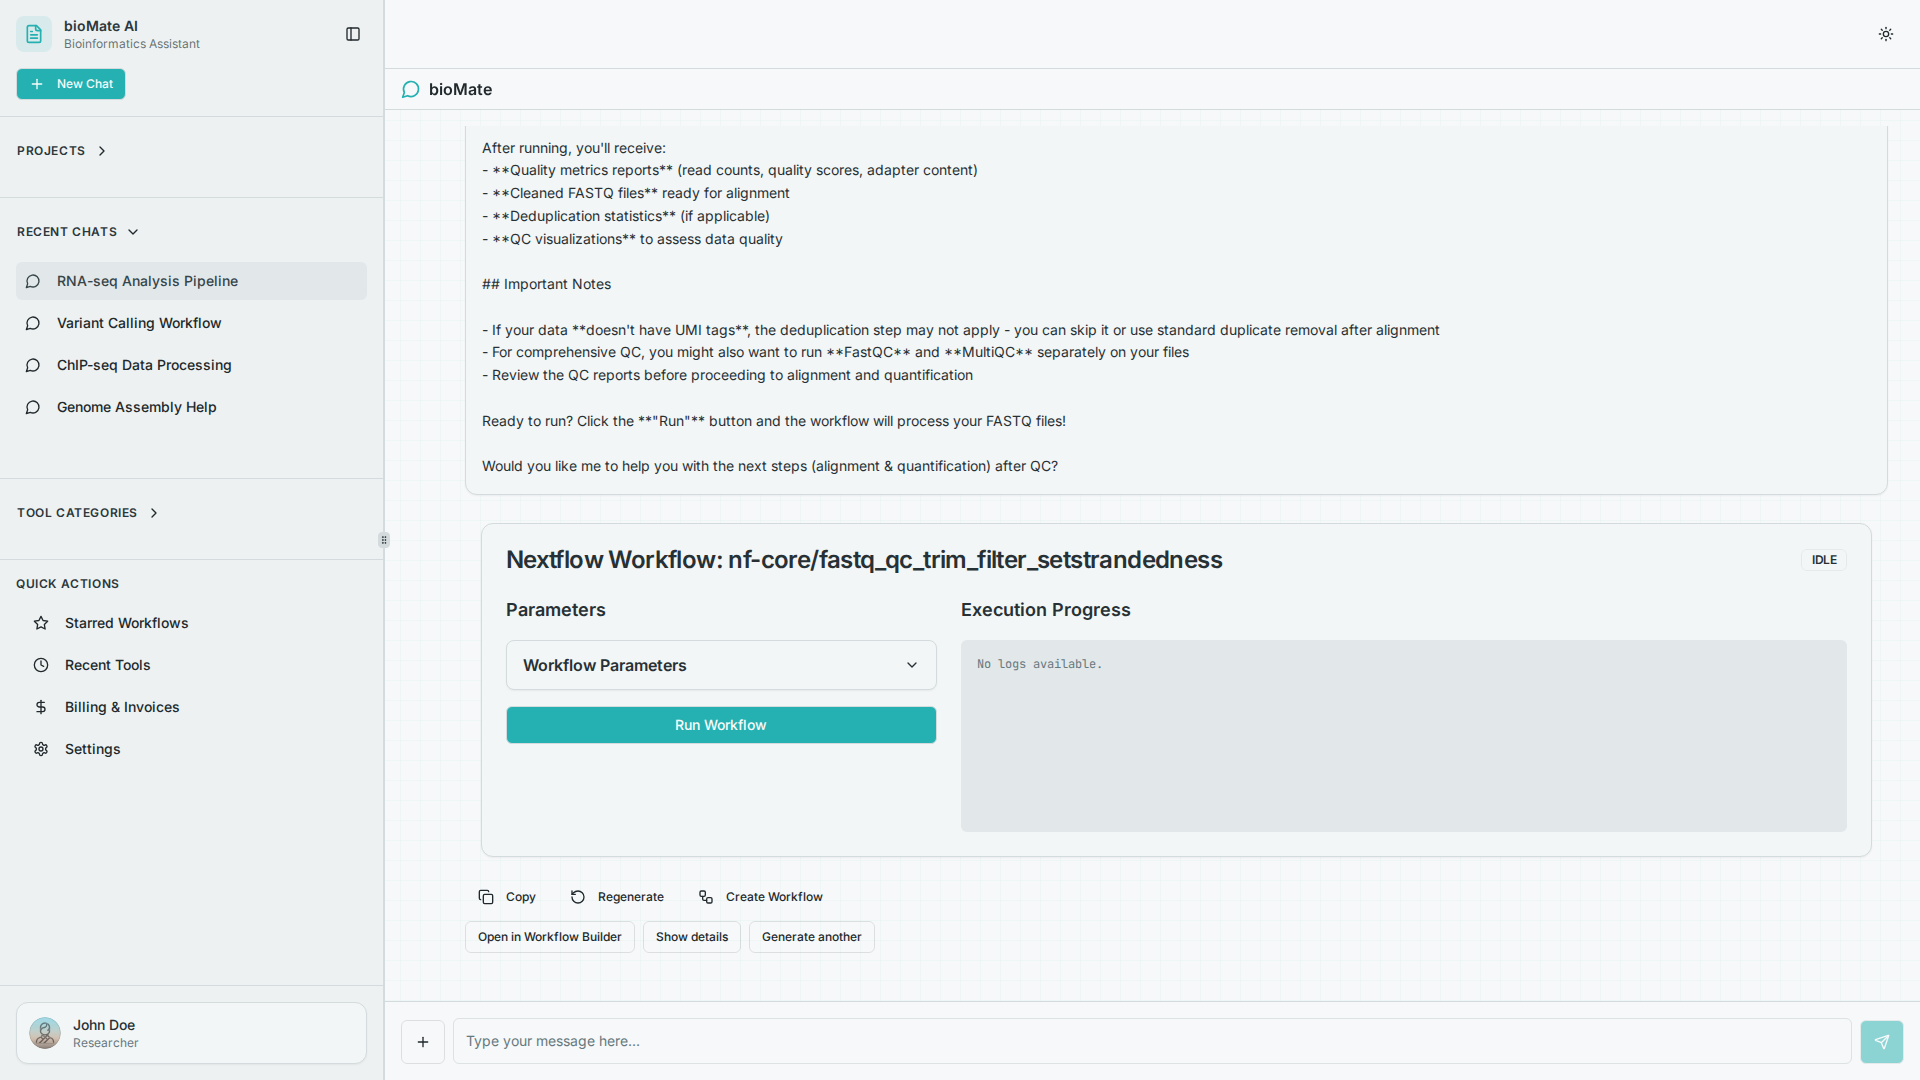 bioMate AI
Bioinformatics Assistant
New Chat
PROJECTS
RECENT CHATS
RNA-seq Analysis Pipeline
Variant Calling Workflow
ChIP-seq Data Processing
Genome Assembly Help
TOOL CATEGORIES
QUICK ACTIONS
Starred Workflows
Recent Tools
Billing & Invoices
Settings
John Doe
Researcher
bioMate
After running, you'll receive:
- **Quality metrics reports** (read counts, quality scores, adapter content)
- **Cleaned FASTQ files** ready for alignment
- **Deduplication statistics** (if applicable)
- **QC visualizations** to assess data quality
## Important Notes
- If your data **doesn't have UMI tags**, the deduplication step may not apply - you can skip it or use standard duplicate removal after alignment
- For comprehensive QC, you might also want to run **FastQC** and **MultiQC** separately on your files
- Review the QC reports before proceeding to alignment and quantification
Ready to run? Click the **"Run"** button and the workflow will process your FASTQ files!
Would you like me to help you with the next steps (alignment & quantification) after QC?
Nextflow Workflow: nf-core/fastq_qc_trim_filter_setstrandedness
IDLE
Parameters
Workflow Parameters
Run Workflow
Execution Progress
No logs available.
Copy
Regenerate
Create Workflow
Open in Workflow Builder
Show details
Generate another
Type your message here...